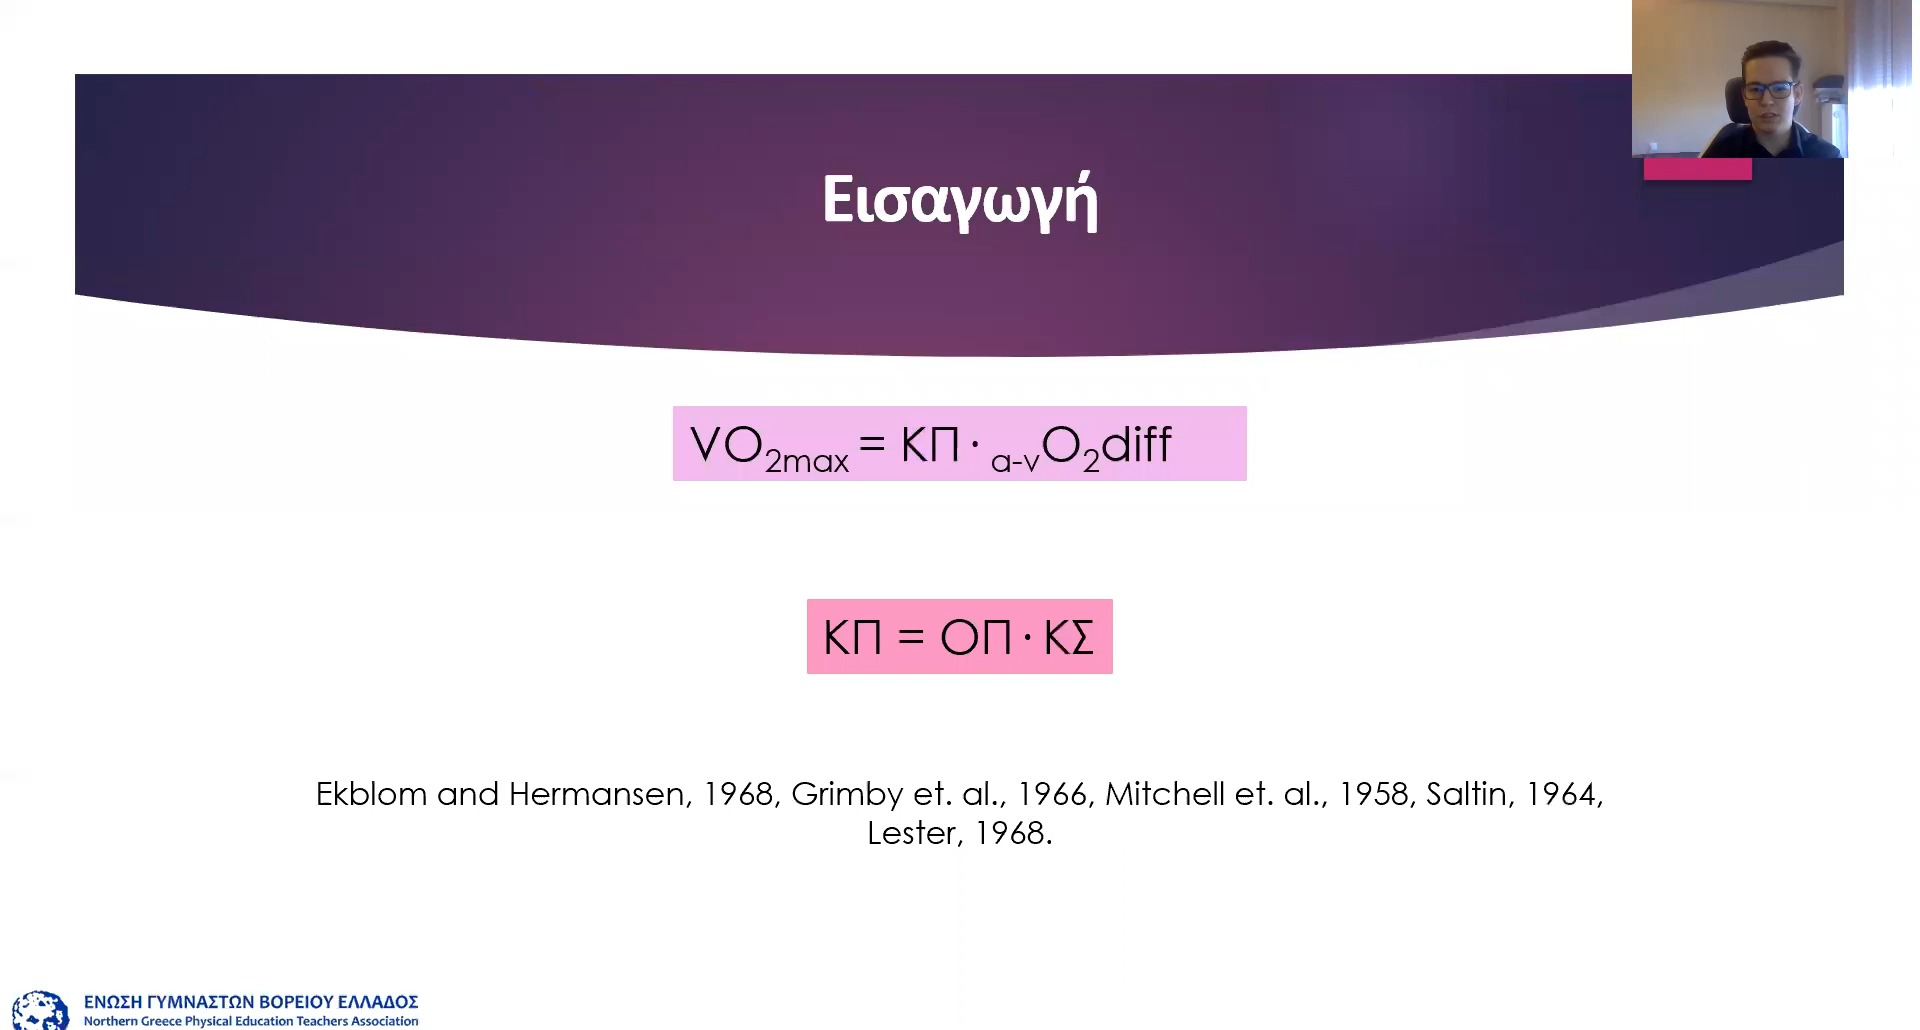 Εισαγωγή
VO2max = ΚΠ · a-vO2diff
ΚΠ = ΟΠ · ΚΣ
Ekblom and Hermansen, 1968, Grimby et. al., 1966, Mitchell et. al., 1958, Saltin, 1964,
Lester, 1968.
ΕΝΩΣΗ ΓΥΜΝΑΣΤΩΝ ΒΟΡΕΙΟΥ ΕΛΛΑΔΟΣ
Northern Greece Physical Education Teachers Association